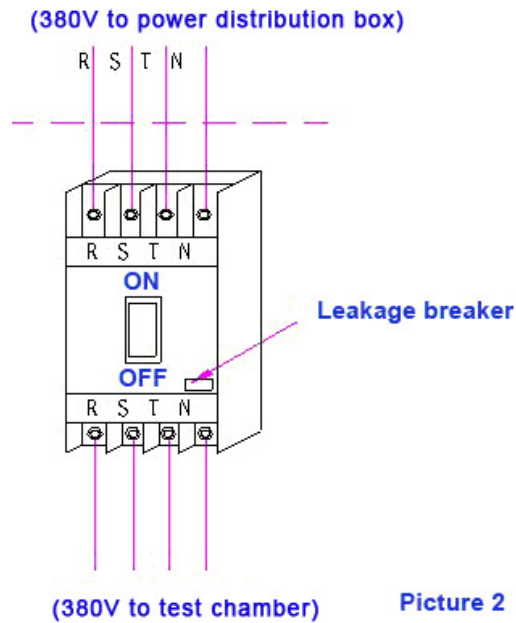 (380V to power distribution box)
R S T N
R S T N
ON
Leakage breaker
OFF
R S T N
(380V to test chamber)
Picture 2